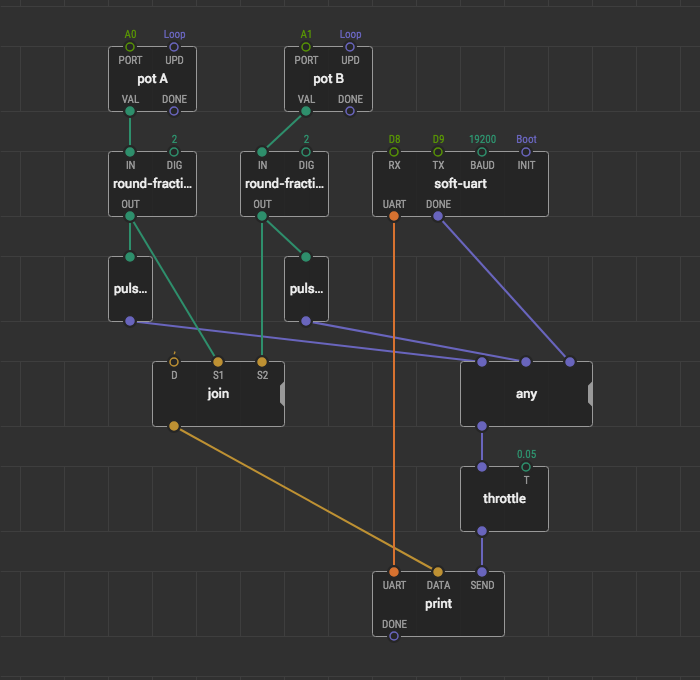 A0 Loop
A1 Loop
PORT UPD
PORT UPD
pot A
pot B
VAL DONE
VAL DONE
2
2
D8 D9 19200 Boot
IN DIG
IN DIG
RX TX BAUD INIT
round-fracti...
round-fracti...
soft-uart
OUT
OUT
UART DONE
puls...
puls...
D S1 S2
join
any
0.05
T
throttle
UART DATA SEND
print
DONE